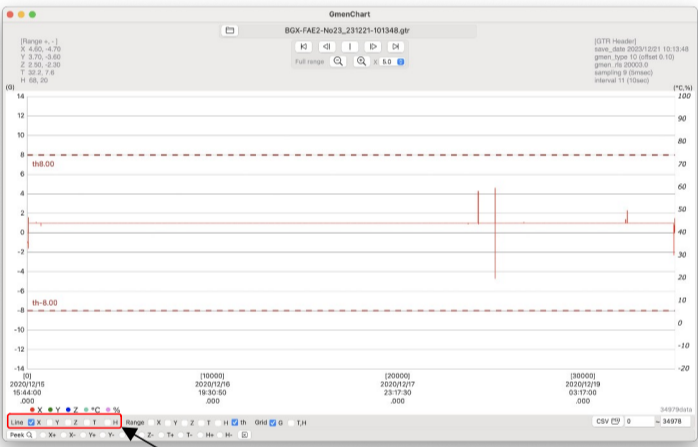 GmenChart
BGX-FAE2-No23_231221-101348.gtr
[Range +, - ]
X 4.60, -4.70
Y 3.70, -3.60
Z 2.50, -2.30
T 32.2, 7.6
H 68, 20
Full range x 5.0
[GTR Header]
save_date 2023/12/21 10:13:48
gmen_type 10 (offset 0.10)
gmen_rls 20003.0
sampling 9 (5msec)
interval 11 (10sec)
(G) (°C,%)
14 100
12 90
10 80
8 70
th8.00
6 60
4 50
2 40
0 30
-2 20
-4 10
-6 0
th-8.00
-8 -10
-10 -20
-12
-14
[0] [10000] [20000] [30000]
2020/12/15 2020/12/16 2020/12/17 2020/12/19
15:44:00 19:30:50 23:17:30 03:17:00
.000 .000 .000 .000
X Y Z °C % 34979data
Line X Y Z T H Range X Y Z T H th Grid G T,H CSV 0 ~ 34978
Peek X+ X- Y+ Y- Z- T+ T- H+ H-